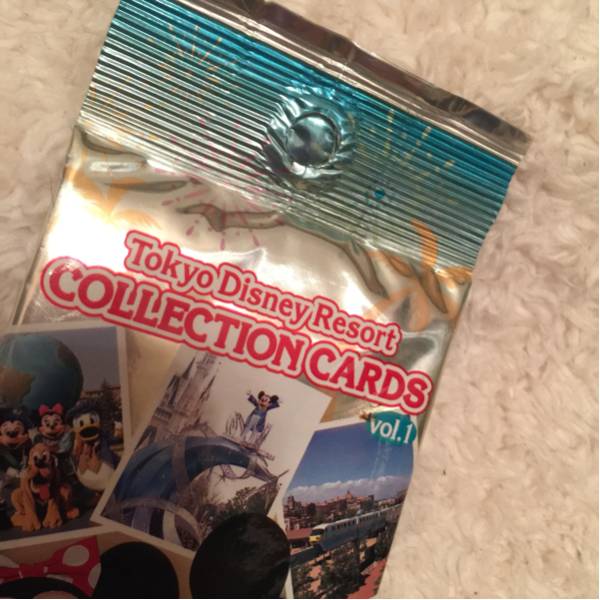 Tokyo Disney Resort
COLLECTION CARDS
vol.1